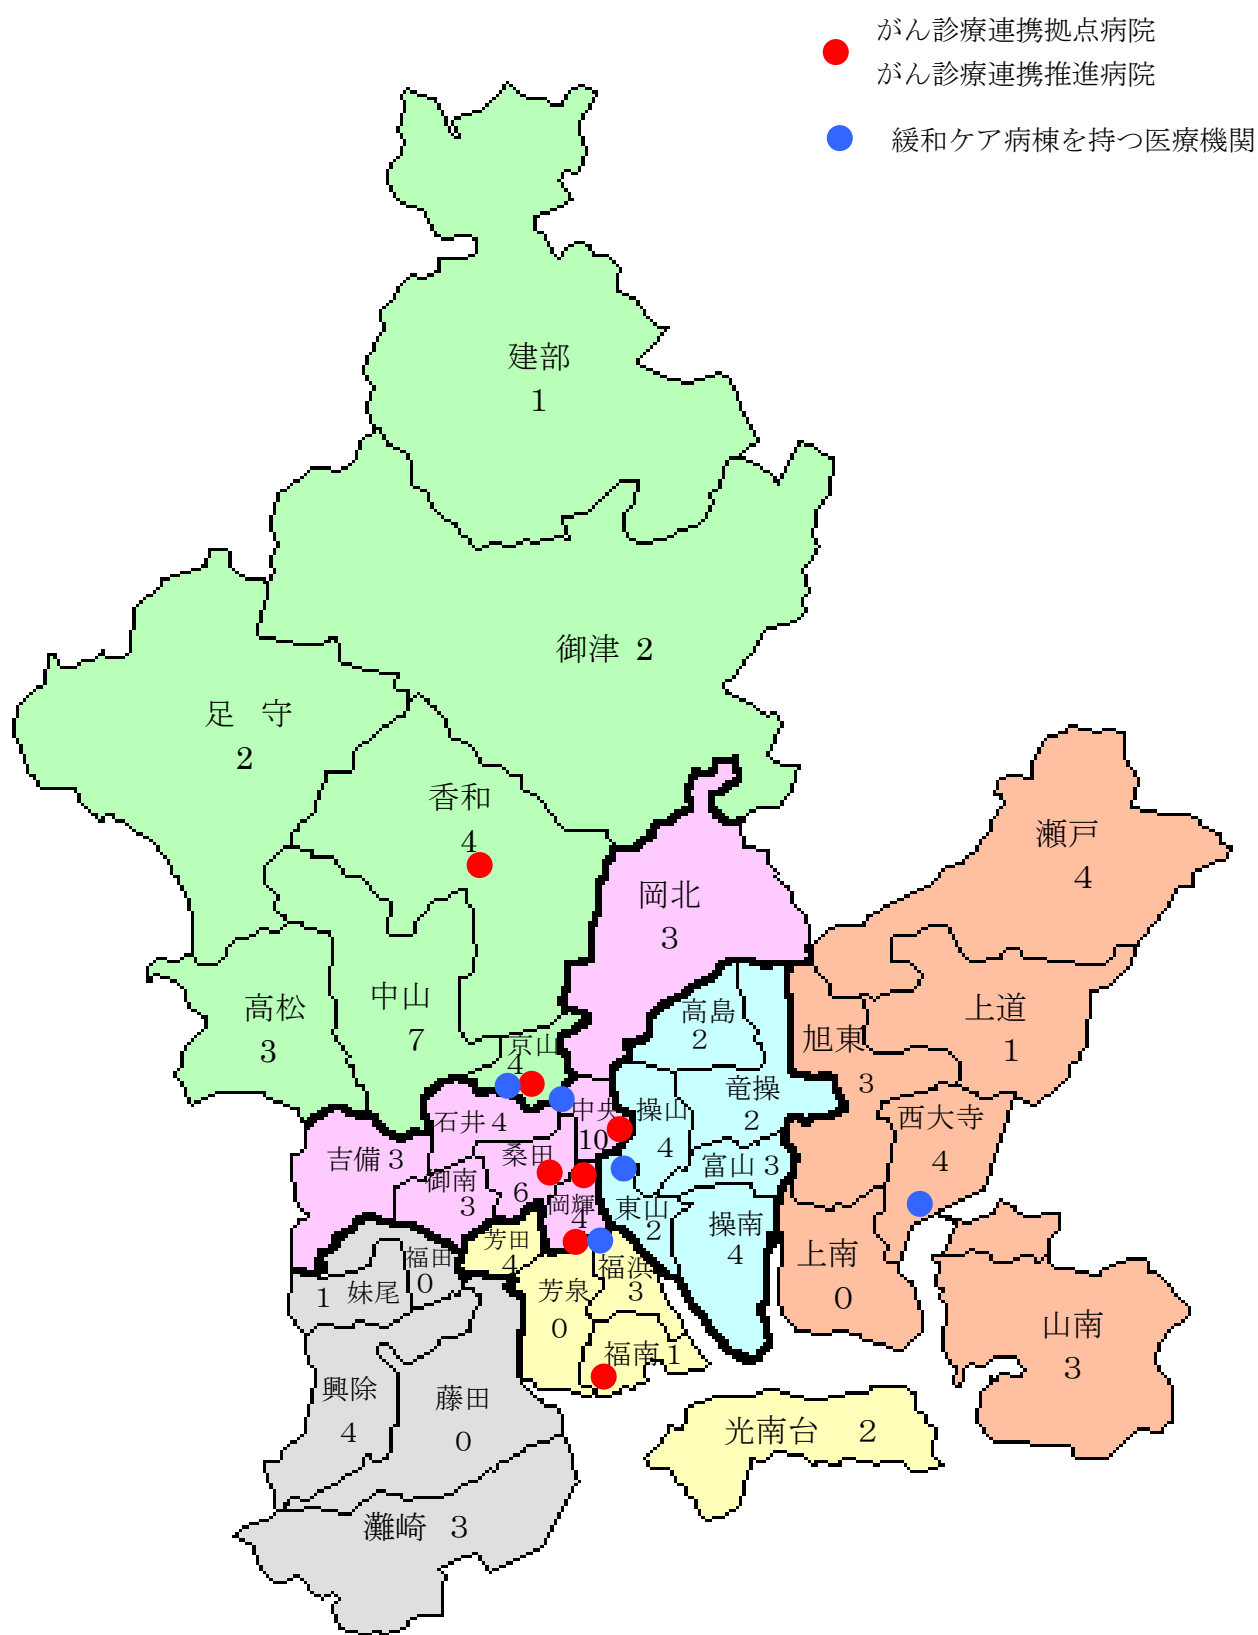 がん診療連携拠点病院
がん診療連携推進病院
緩和ケア病棟を持つ医療機関
建部
1
御津 2
足 守
2
香和
4
瀬戸
4
岡北
3
中山
7
高松
3
高島
2
上道
1
旭東
3
京山
4
竜操
2
石井 4
中央
10
操山
4
西大寺
4
吉備 3
桑田
6
富山 3
御南
3
岡輝
4
東山
2
操南
4
芳田
4
福田
0
上南
0
福浜
3
1 妹尾
芳泉
0
山南
3
福南 1
興除
4
藤田
0
光南台 2
灘崎 3